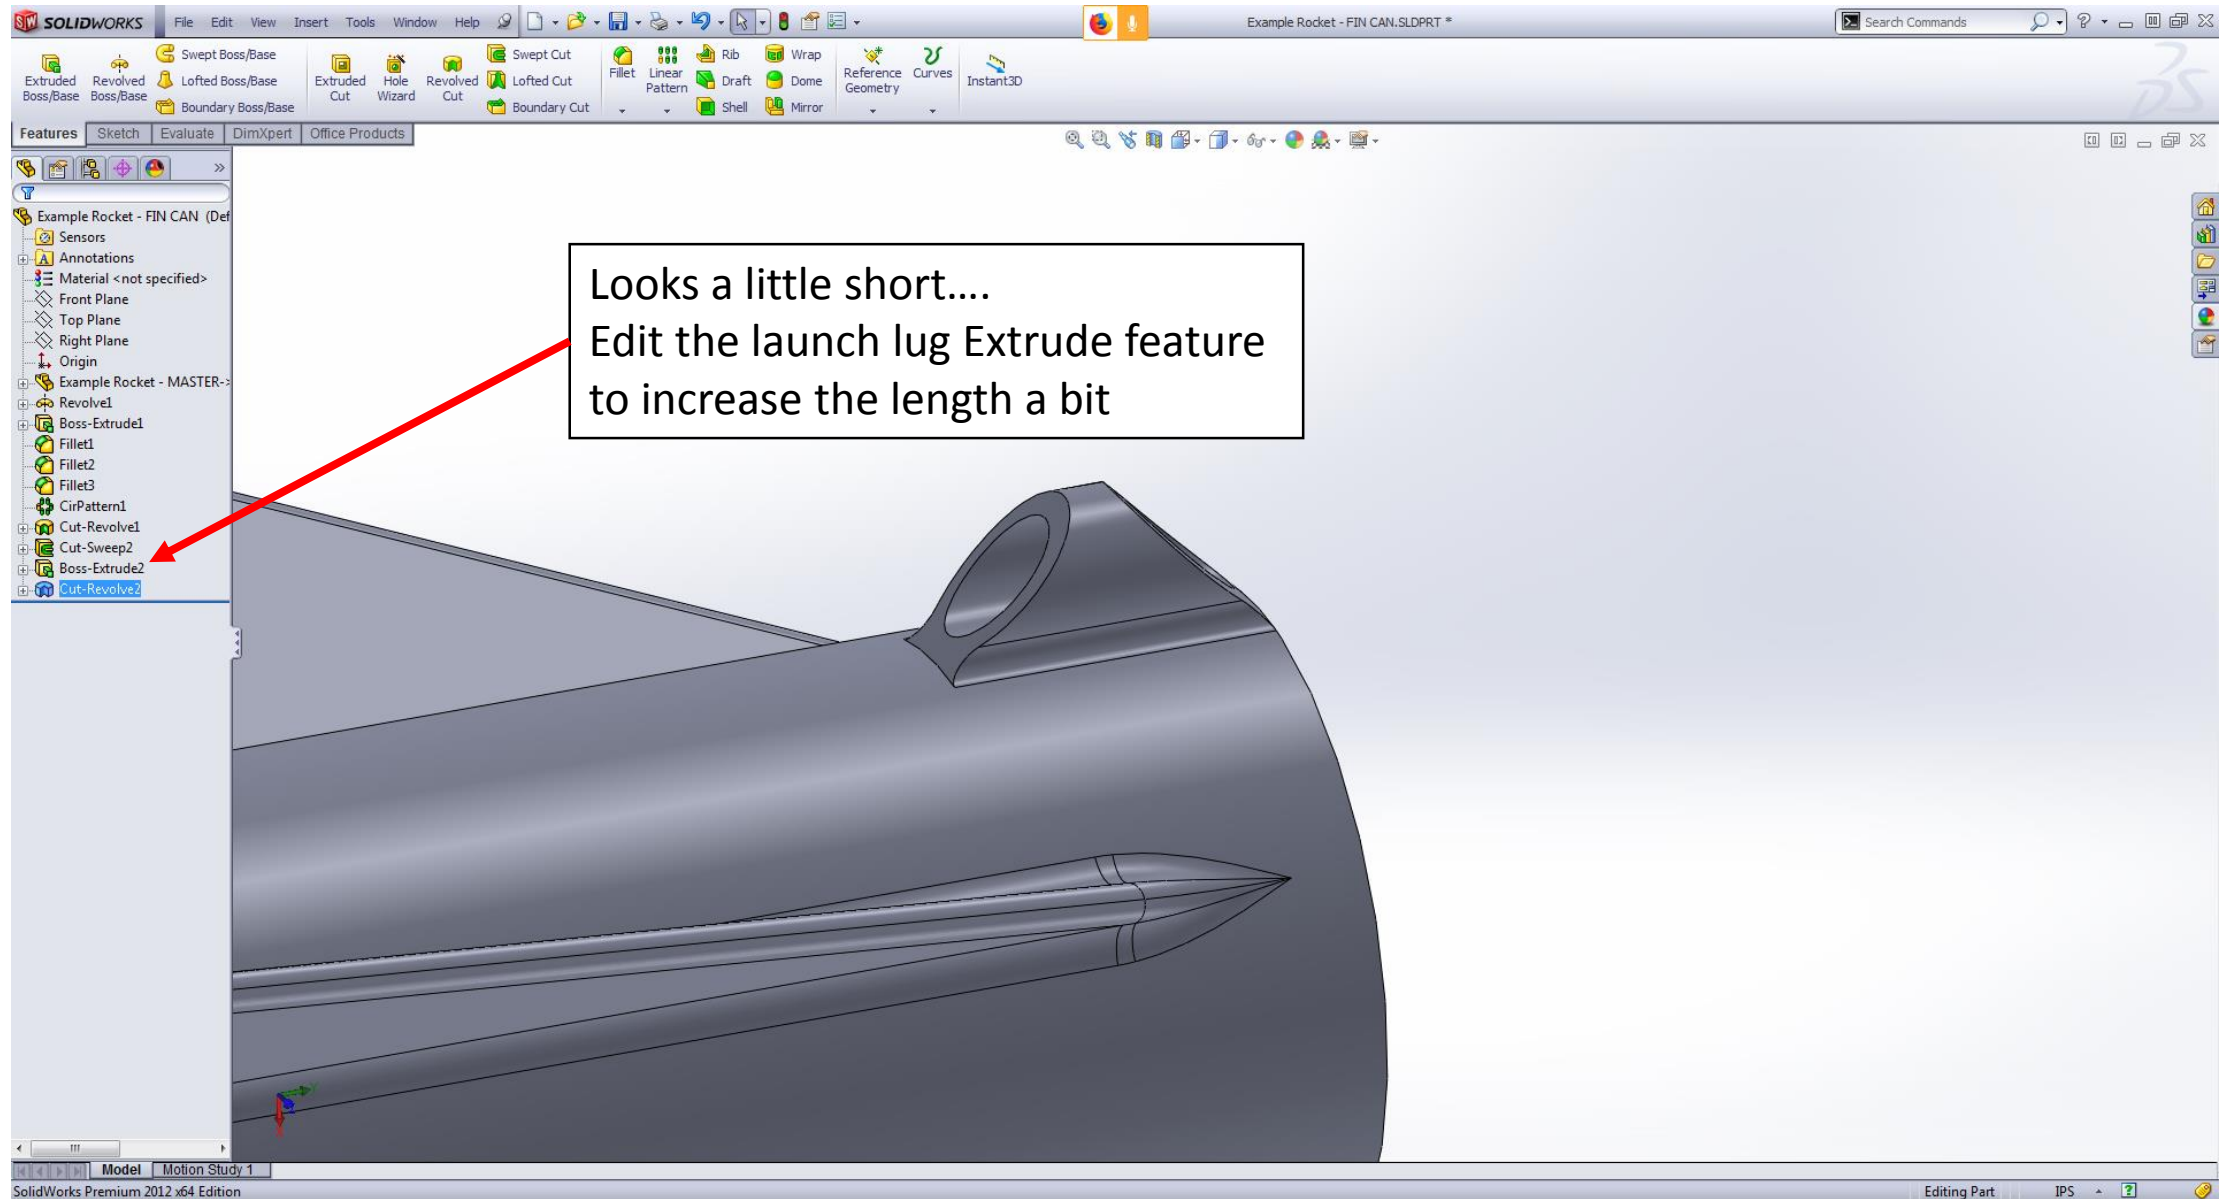 SW SOLIDWORKS File Edit View Insert Tools Window Help Example Rocket - FIN CAN.SLDPRT * Search Commands
Extruded Boss/Base
Revolved Boss/Base
Swept Boss/Base
Lofted Boss/Base
Boundary Boss/Base
Extruded Cut
Hole Wizard
Revolved Cut
Swept Cut
Lofted Cut
Boundary Cut
Fillet
Linear Pattern
Rib
Draft
Shell
Wrap
Dome
Mirror
Reference Geometry
Curves
Instant3D
Features Sketch Evaluate DimXpert Office Products
Example Rocket - FIN CAN (Def
Sensors
Annotations
Material <not specified>
Front Plane
Top Plane
Right Plane
Origin
Example Rocket - MASTER->
Revolve1
Boss-Extrude1
Fillet1
Fillet2
Fillet3
CirPattern1
Cut-Revolve1
Cut-Sweep2
Boss-Extrude2
Cut-Revolve2
Looks a little short....
Edit the launch lug Extrude feature
to increase the length a bit
Model Motion Study 1
SolidWorks Premium 2012 x64 Edition Editing Part IPS